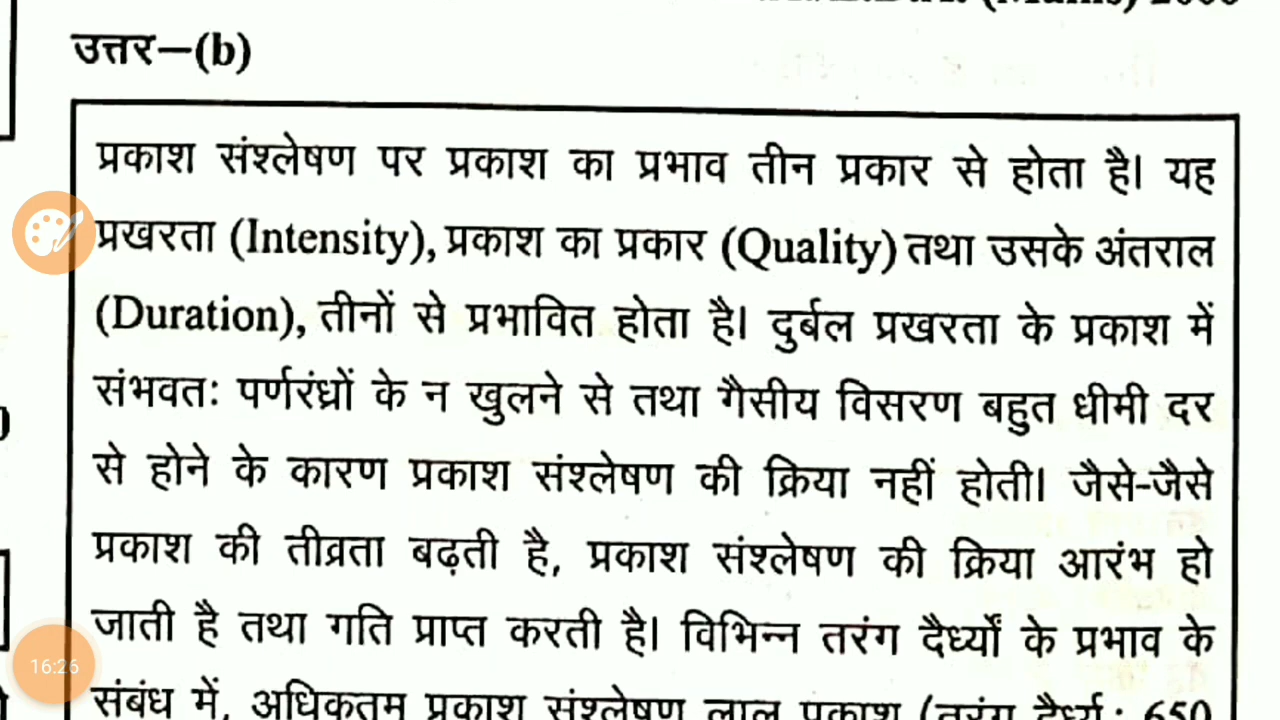 उत्तर—(b)
प्रकाश संश्लेषण पर प्रकाश का प्रभाव तीन प्रकार से होता है। यह
प्रखरता (Intensity), प्रकाश का प्रकार (Quality) तथा उसके अंतराल
(Duration), तीनों से प्रभावित होता है। दुर्बल प्रखरता के प्रकाश में
संभवतः पर्णरंध्रों के न खुलने से तथा गैसीय विसरण बहुत धीमी दर
से होने के कारण प्रकाश संश्लेषण की क्रिया नहीं होती। जैसे-जैसे
प्रकाश की तीव्रता बढ़ती है, प्रकाश संश्लेषण की क्रिया आरंभ हो
जाती है तथा गति प्राप्त करती है। विभिन्न तरंग दैर्ध्यों के प्रभाव के
16:26
संबंध में, अधिकतम प्रकाश संश्लेषण लाल प्रकाश (तरंग दैर्ध्य : 650